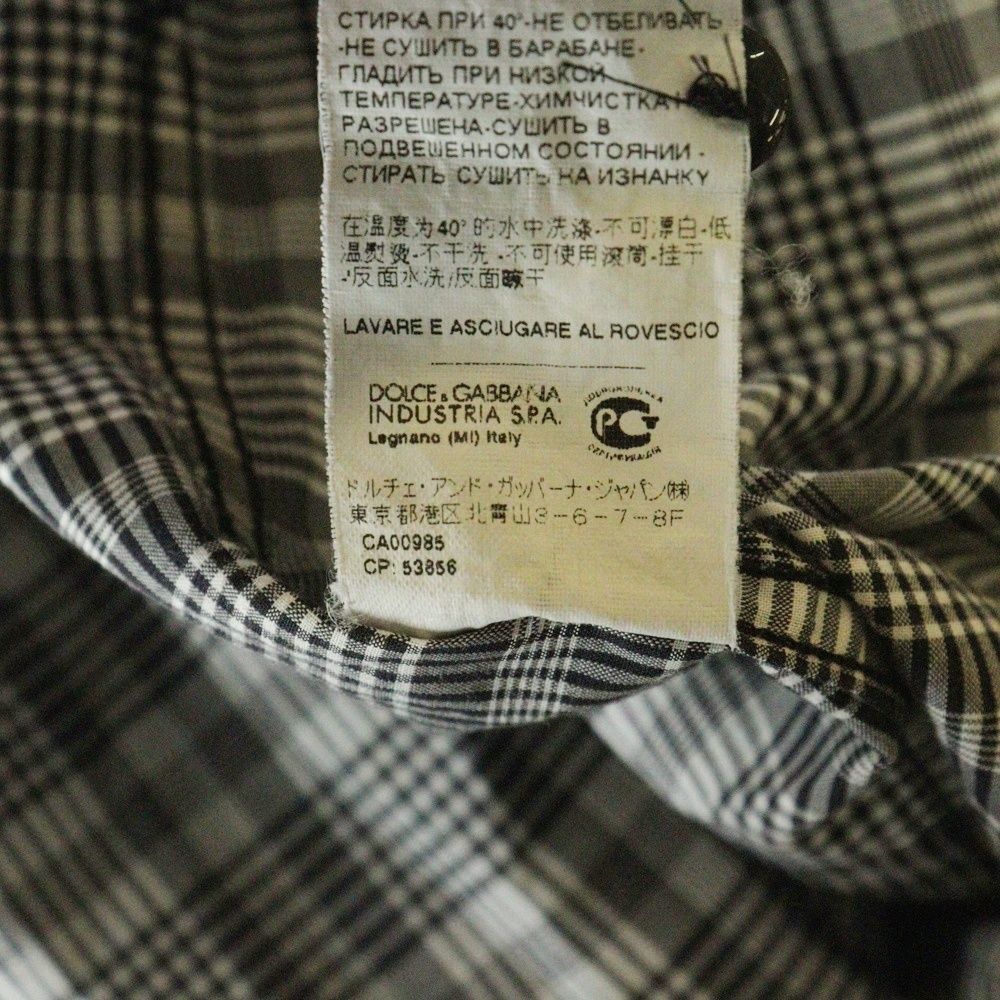 СТИРКА ПРИ 40°-НЕ ОТБЕЛИВАТЬ
-НЕ СУШИТЬ В БАРАБАНЕ-
ГЛАДИТЬ ПРИ НИЗКОЙ
ТЕМПЕРАТУРЕ-ХИМЧИСТКА
РАЗРЕШЕНА-СУШИТЬ В
ПОДВЕШЕННОМ СОСТОЯНИИ -
СТИРАТЬ СУШИТЬ НА ИЗНАНКУ
在温度为40°的水中洗涤-不可漂白-低
温熨烫-不干洗-不可使用滚筒-挂干
-反面水洗/反面晾干
LAVARE E ASCIUGARE AL ROVESCIO
DOLCE & GABBANA
INDUSTRIA S.P.A.
Legnano (MI) Italy
РСТ
ドルチェ・アンド・ガッバーナ・ジャパン㈱
東京都港区北青山3-6-7-8F
CA00985
CP: 53856